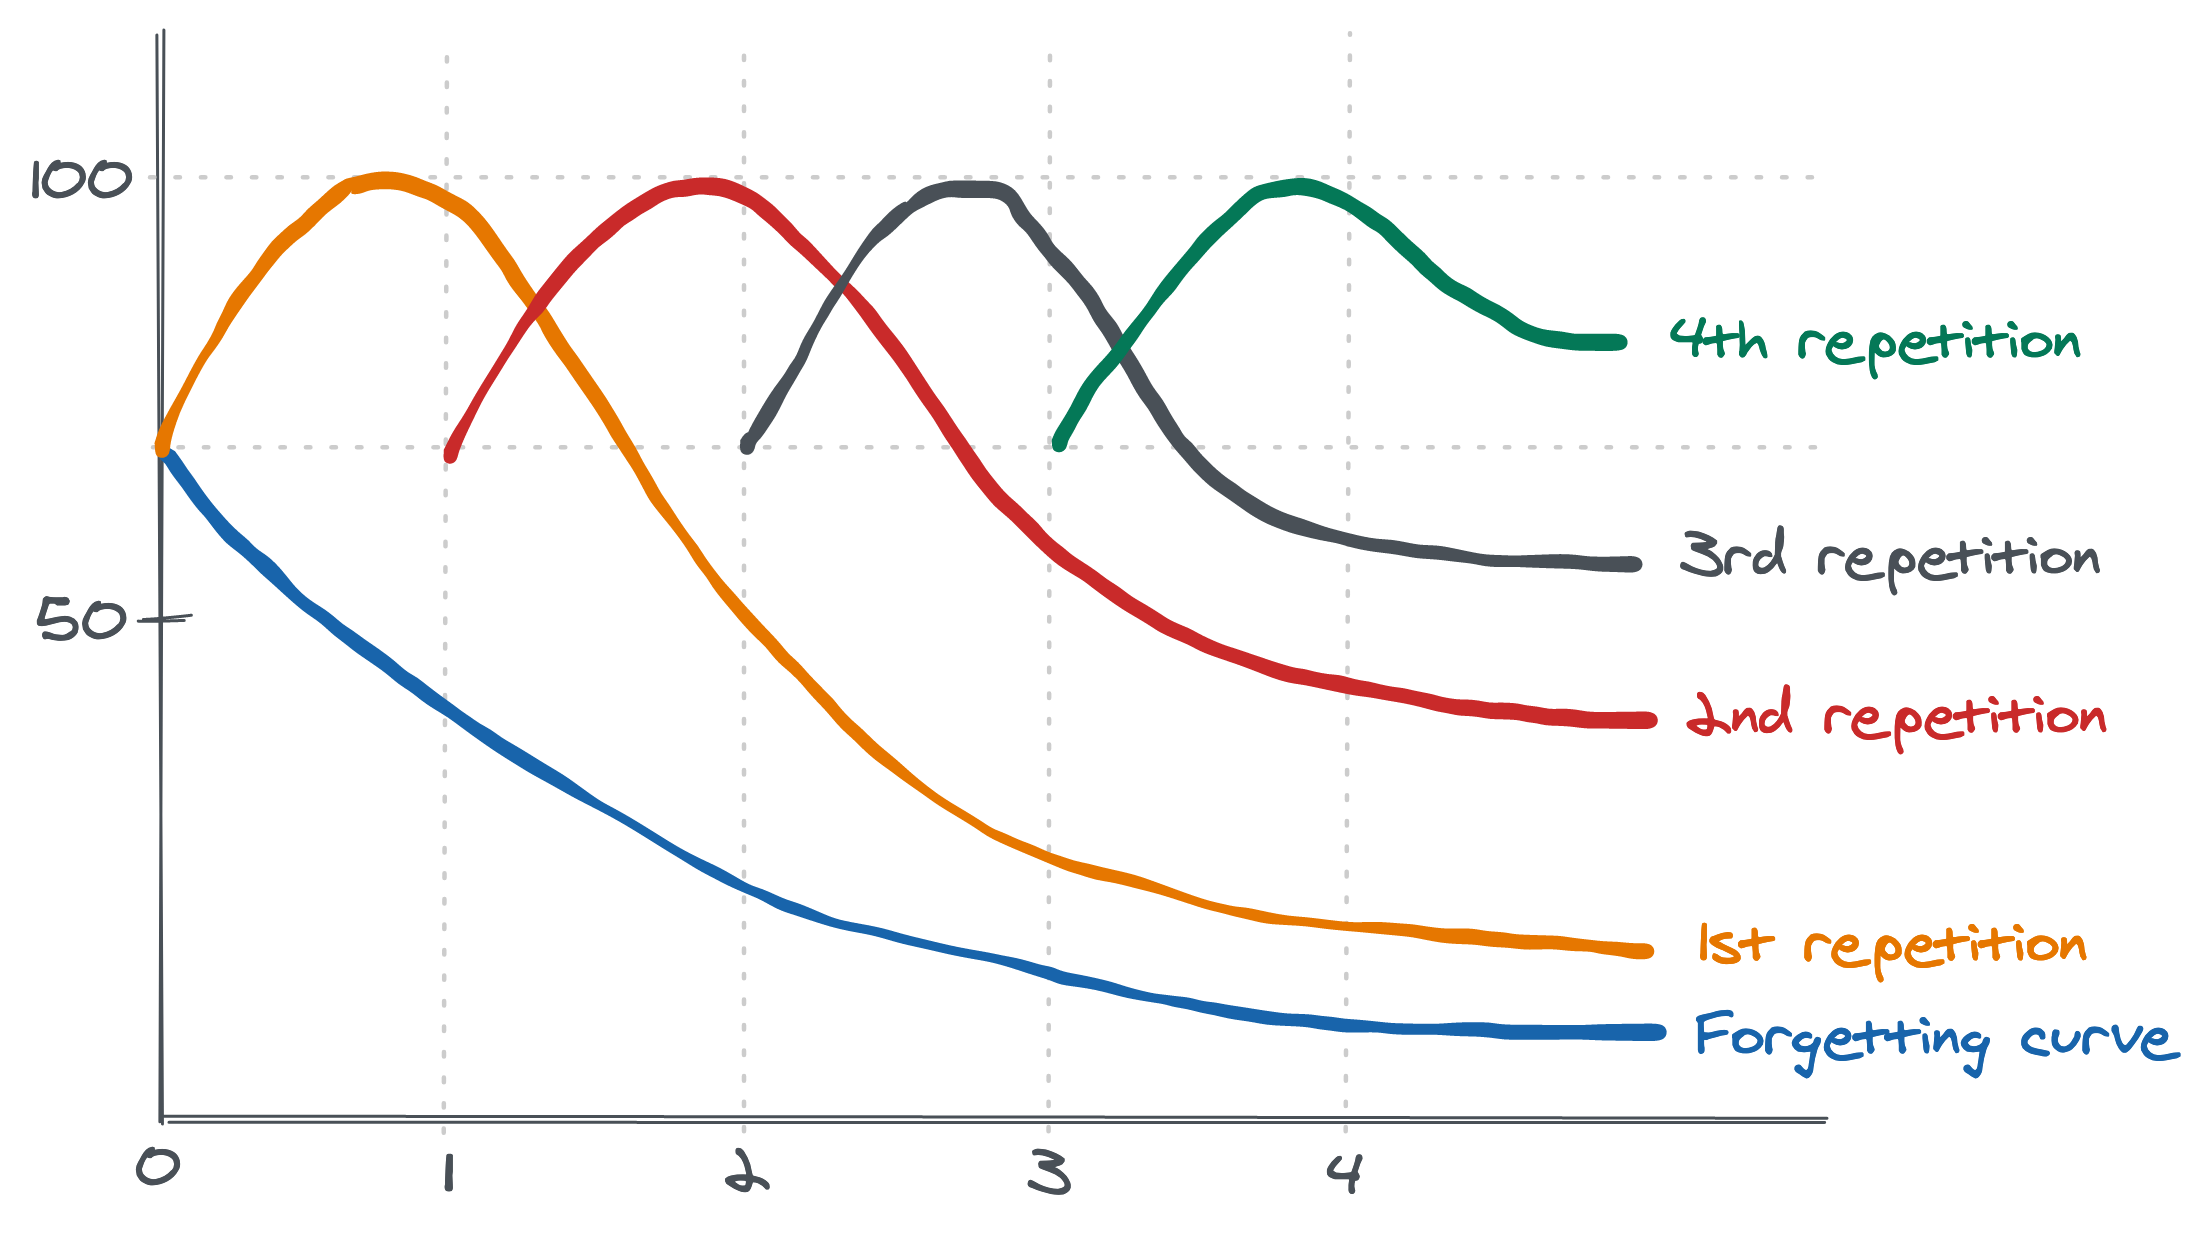 100
4th repetition
3rd repetition
50
2nd repetition
1st repetition
Forgetting curve
0 1 2 3 4